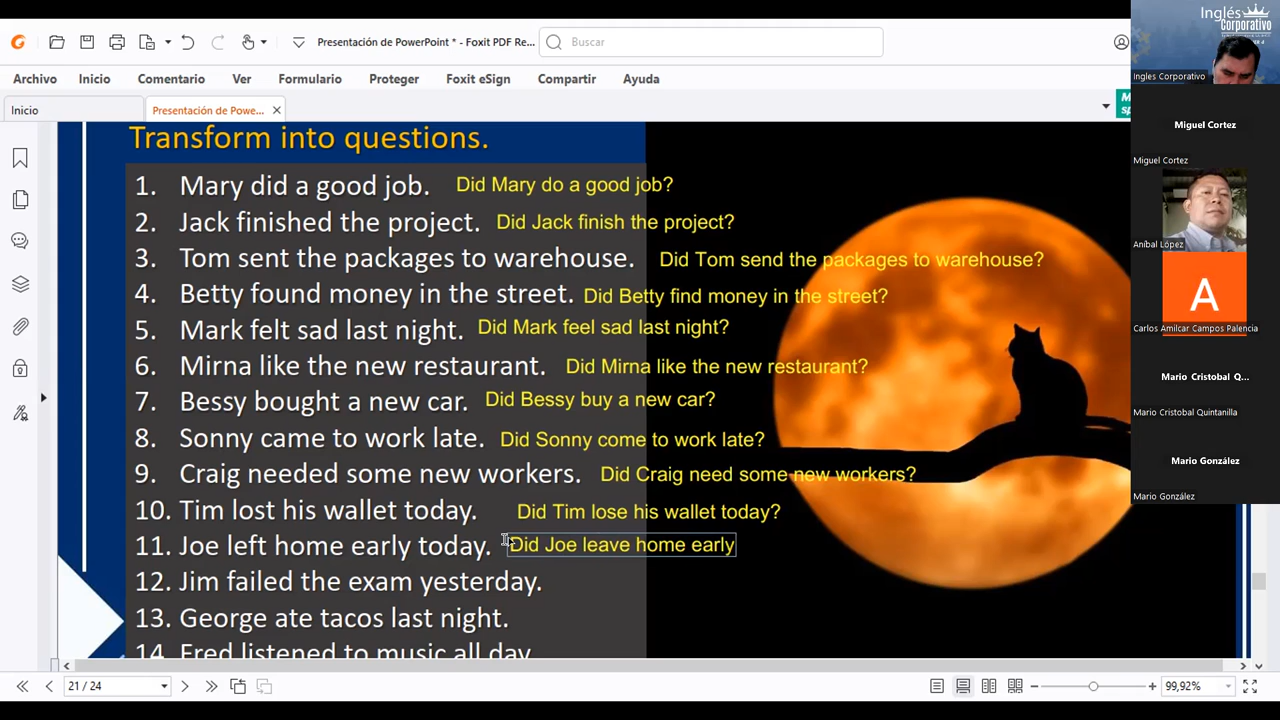 Presentación de PowerPoint * - Foxit PDF Re...
Buscar
Archivo Inicio Comentario Ver Formulario Proteger Foxit eSign Compartir Ayuda
Inicio
Presentación de Powe...
Transform into questions.
1. Mary did a good job. Did Mary do a good job?
2. Jack finished the project. Did Jack finish the project?
3. Tom sent the packages to warehouse. Did Tom send the packages to warehouse?
4. Betty found money in the street. Did Betty find money in the street?
5. Mark felt sad last night. Did Mark feel sad last night?
6. Mirna like the new restaurant. Did Mirna like the new restaurant?
7. Bessy bought a new car. Did Bessy buy a new car?
8. Sonny came to work late. Did Sonny come to work late?
9. Craig needed some new workers. Did Craig need some new workers?
10. Tim lost his wallet today. Did Tim lose his wallet today?
11. Joe left home early today. Did Joe leave home early
12. Jim failed the exam yesterday.
13. George ate tacos last night.
14. Fred listened to music all day.
21 / 24
99,92%
Inglés
Corporativo
Ingles Corporativo
Miguel Cortez
Miguel Cortez
Aníbal López
A
Carlos Amilcar Campos Palencia
Mario Cristobal Q...
Mario Cristobal Quintanilla
Mario González
Mario González